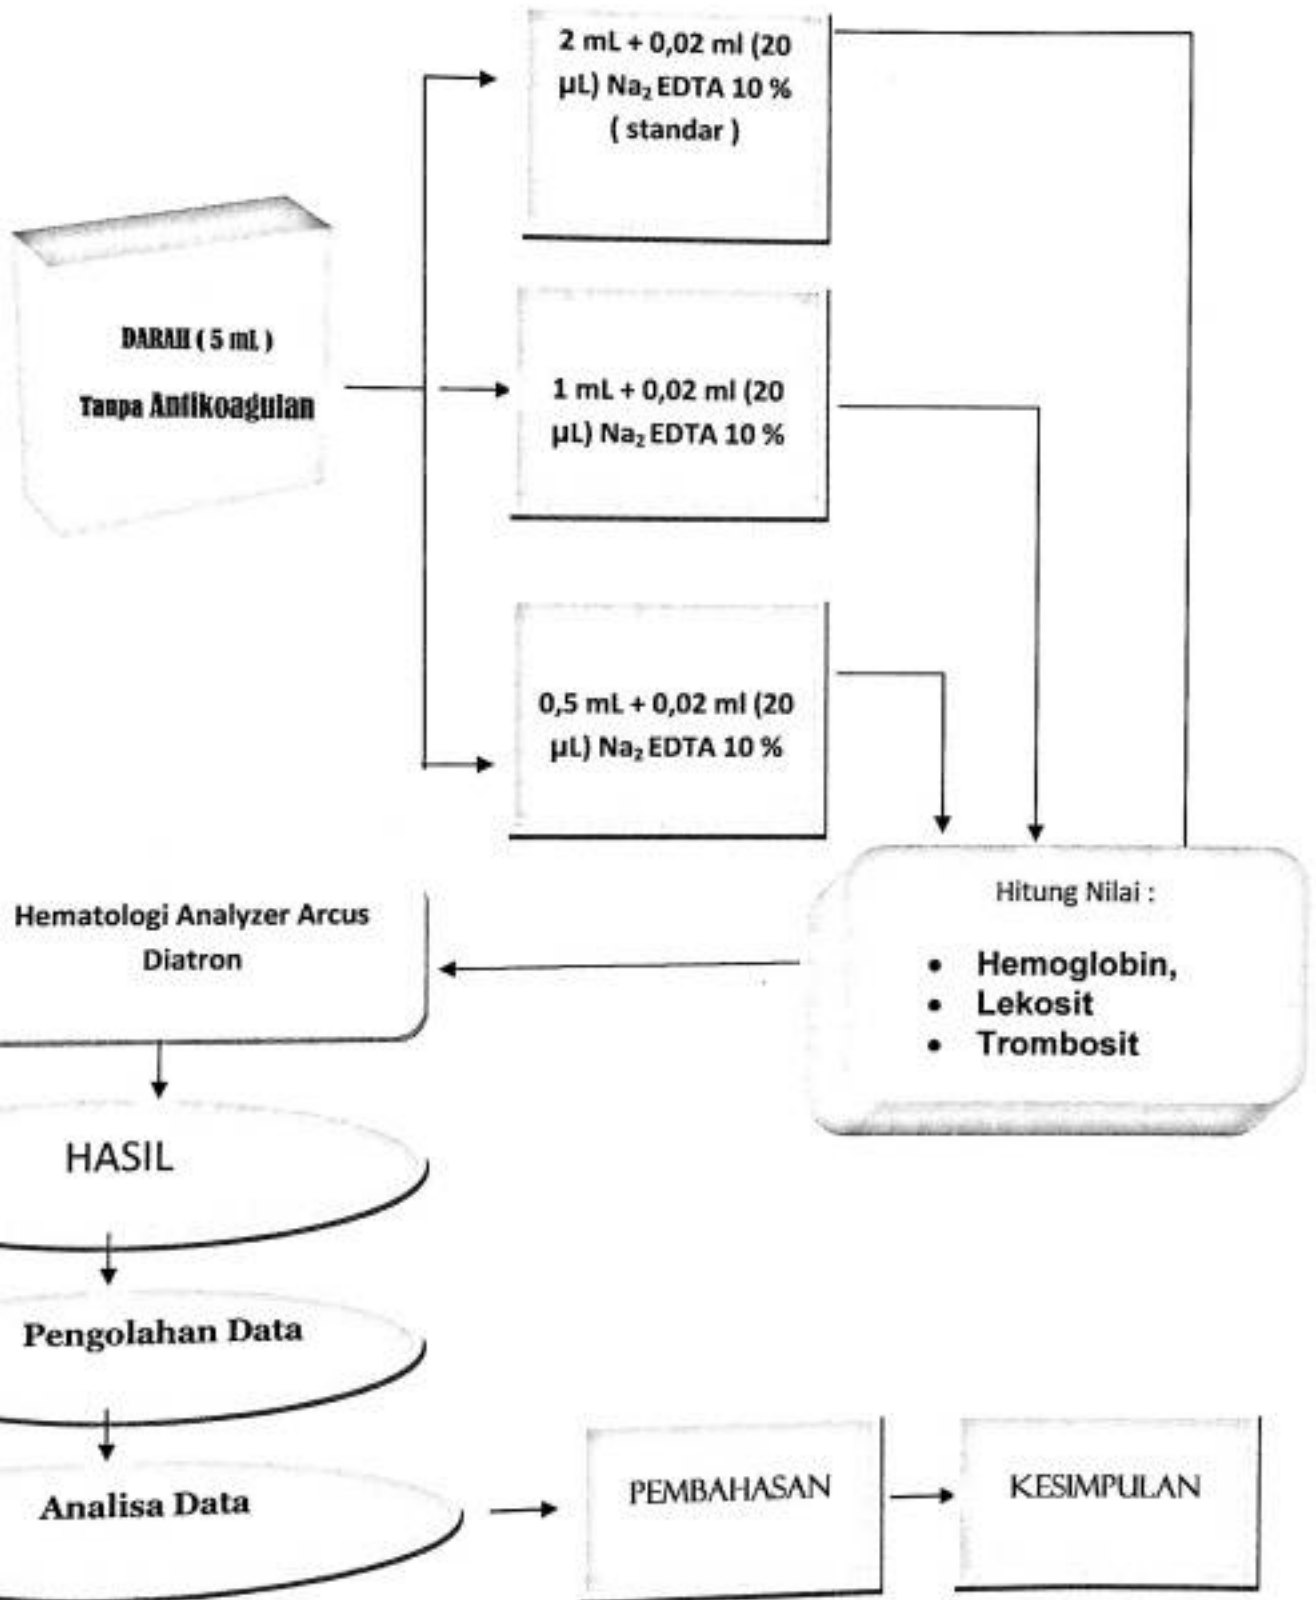 2 mL + 0,02 ml (20
µL) Na₂ EDTA 10 %
( standar )
DARAH ( 5 mL )
Tanpa Antikoagulan
1 mL + 0,02 ml (20
µL) Na₂ EDTA 10 %
0,5 mL + 0,02 ml (20
µL) Na₂ EDTA 10 %
Hitung Nilai :
• Hemoglobin,
• Lekosit
• Trombosit
Hematologi Analyzer Arcus
Diatron
HASIL
Pengolahan Data
Analisa Data
PEMBAHASAN
KESIMPULAN